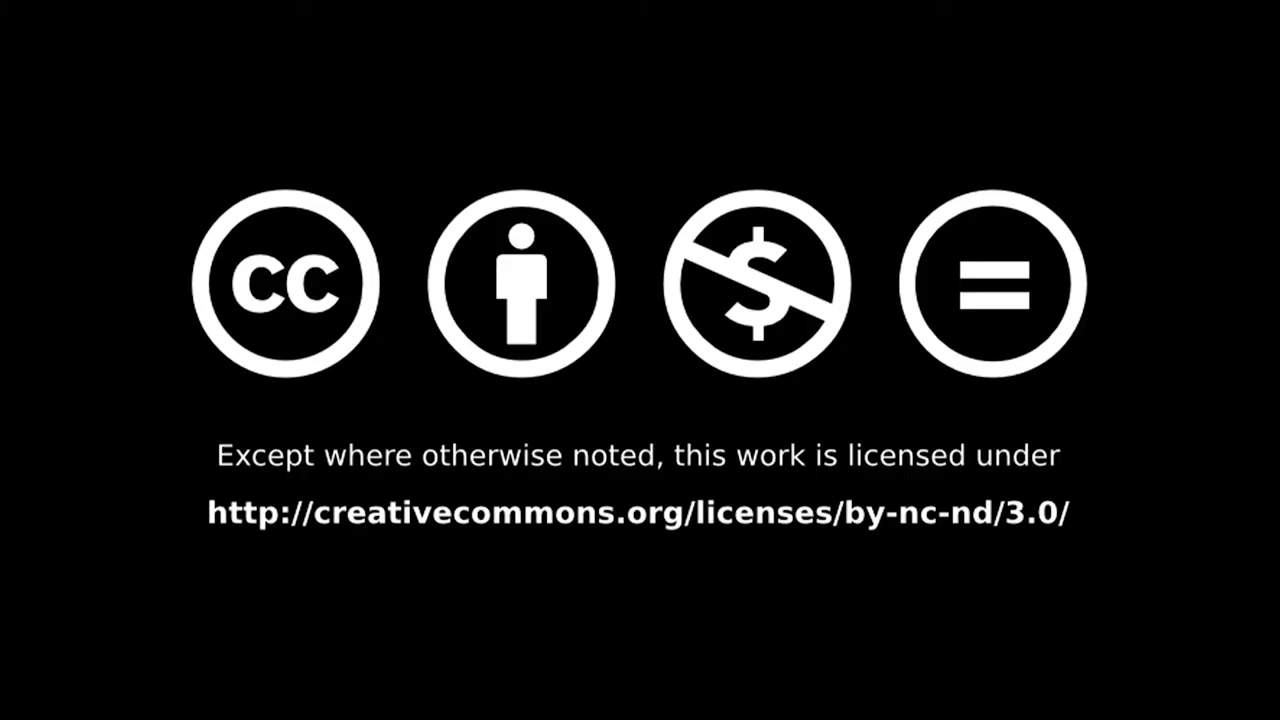 cc
$
=
Except where otherwise noted, this work is licensed under
http://creativecommons.org/licenses/by-nc-nd/3.0/